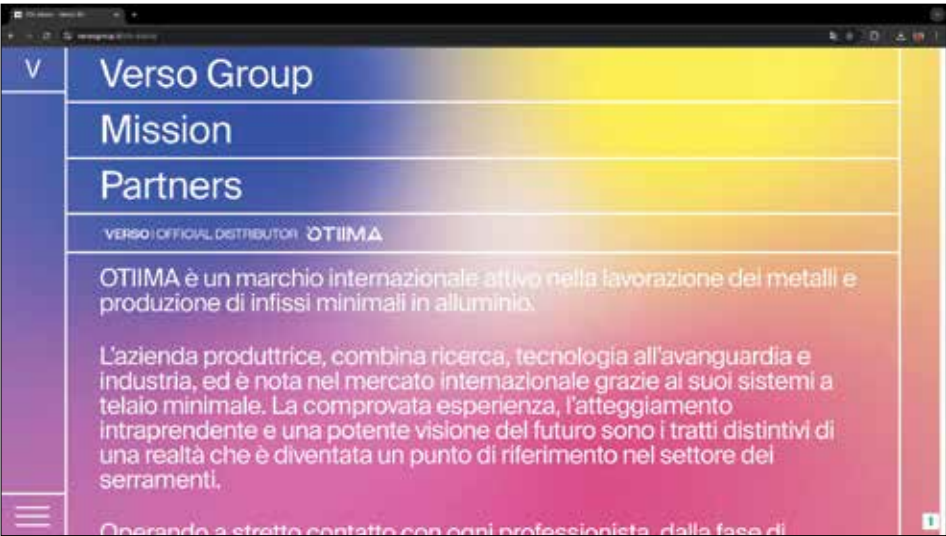 V
Verso Group
Mission
Partners
VERSO | OFFICIAL DISTRIBUTOR OTIIMA
OTIIMA è un marchio internazionale attivo nella lavorazione dei metalli e
produzione di infissi minimali in alluminio.
L'azienda produttrice, combina ricerca, tecnologia all'avanguardia e
industria, ed è nota nel mercato internazionale grazie ai suoi sistemi a
telaio minimale. La comprovata esperienza, l'atteggiamento
intraprendente e una potente visione del futuro sono i tratti distintivi di
una realtà che è diventata un punto di riferimento nel settore dei
serramenti.
Operando a stretto contatto con ogni professionista, dalla fase di